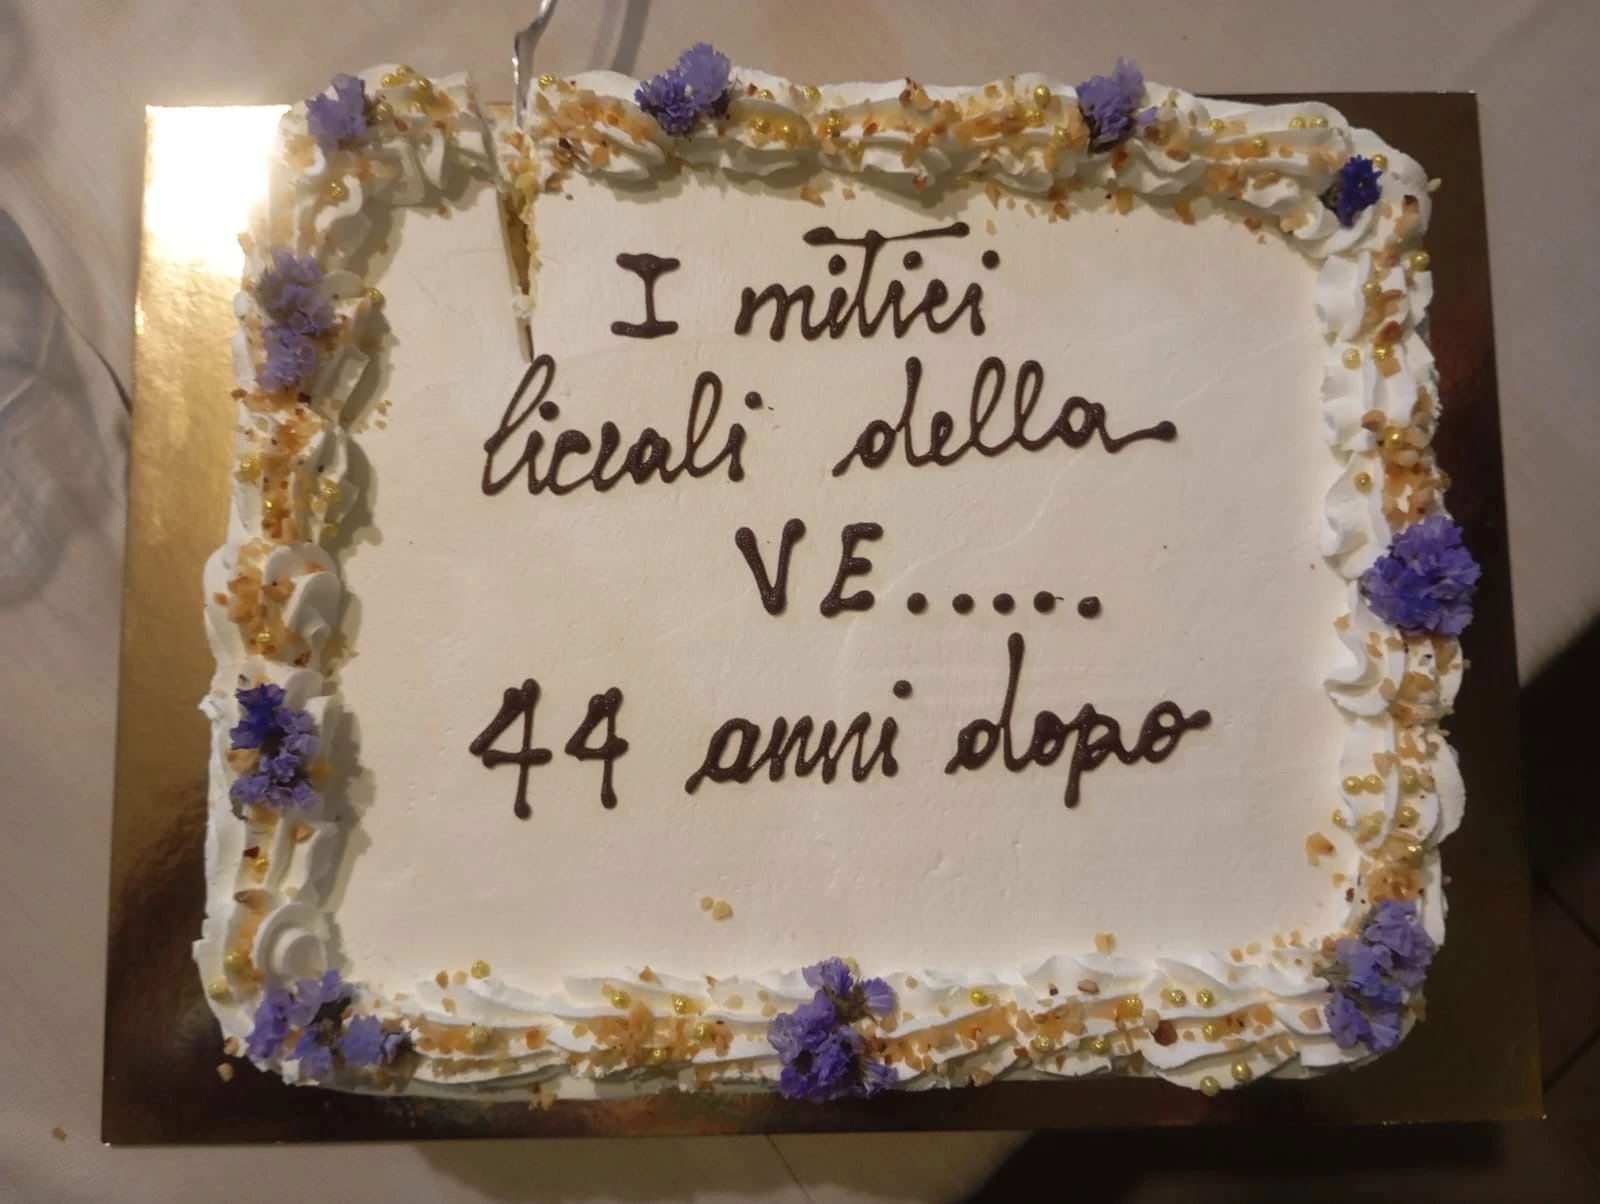 I mitici
liceali della
VE.....
44 anni dopo